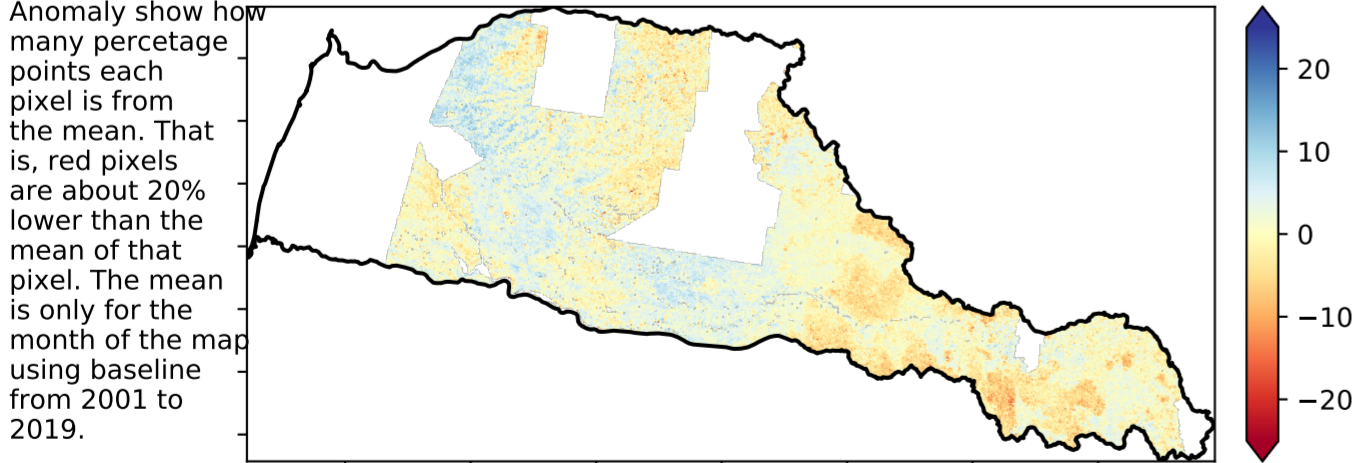 Anomaly show how
many percetage
points each
pixel is from
the mean. That
is, red pixels
are about 20%
lower than the
mean of that
pixel. The mean
is only for the
month of the map
using baseline
from 2001 to
2019.
20
10
0
−10
−20